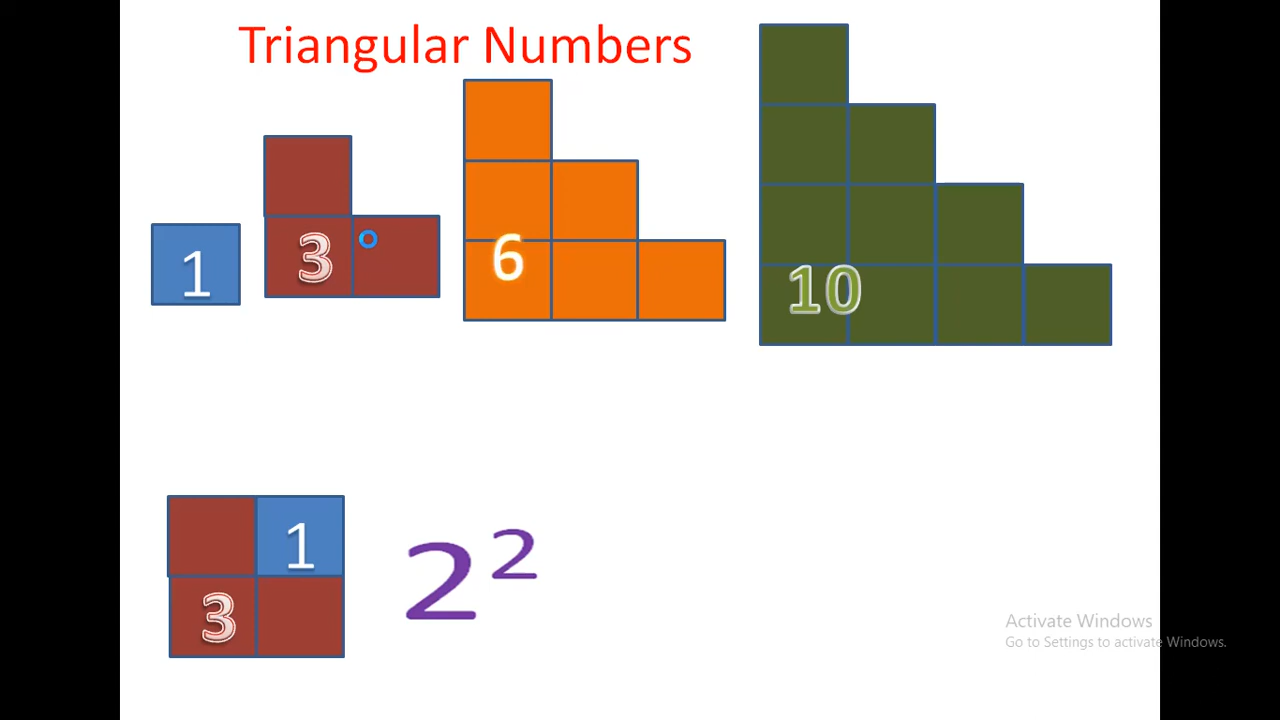 Triangular Numbers
1
3
6
10
1
3
2²
Activate Windows
Go to Settings to activate Windows.